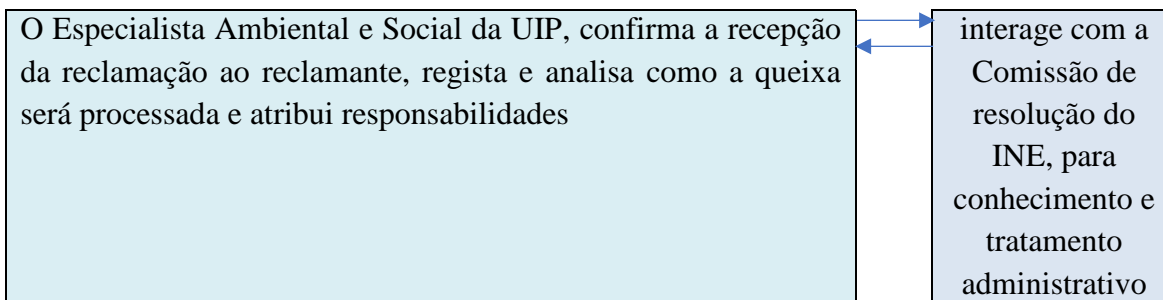 O Especialista Ambiental e Social da UIP, confirma a recepção
da reclamação ao reclamante, regista e analisa como a queixa
será processada e atribui responsabilidades
interage com a
Comissão de
resolução do
INE, para
conhecimento e
tratamento
administrativo